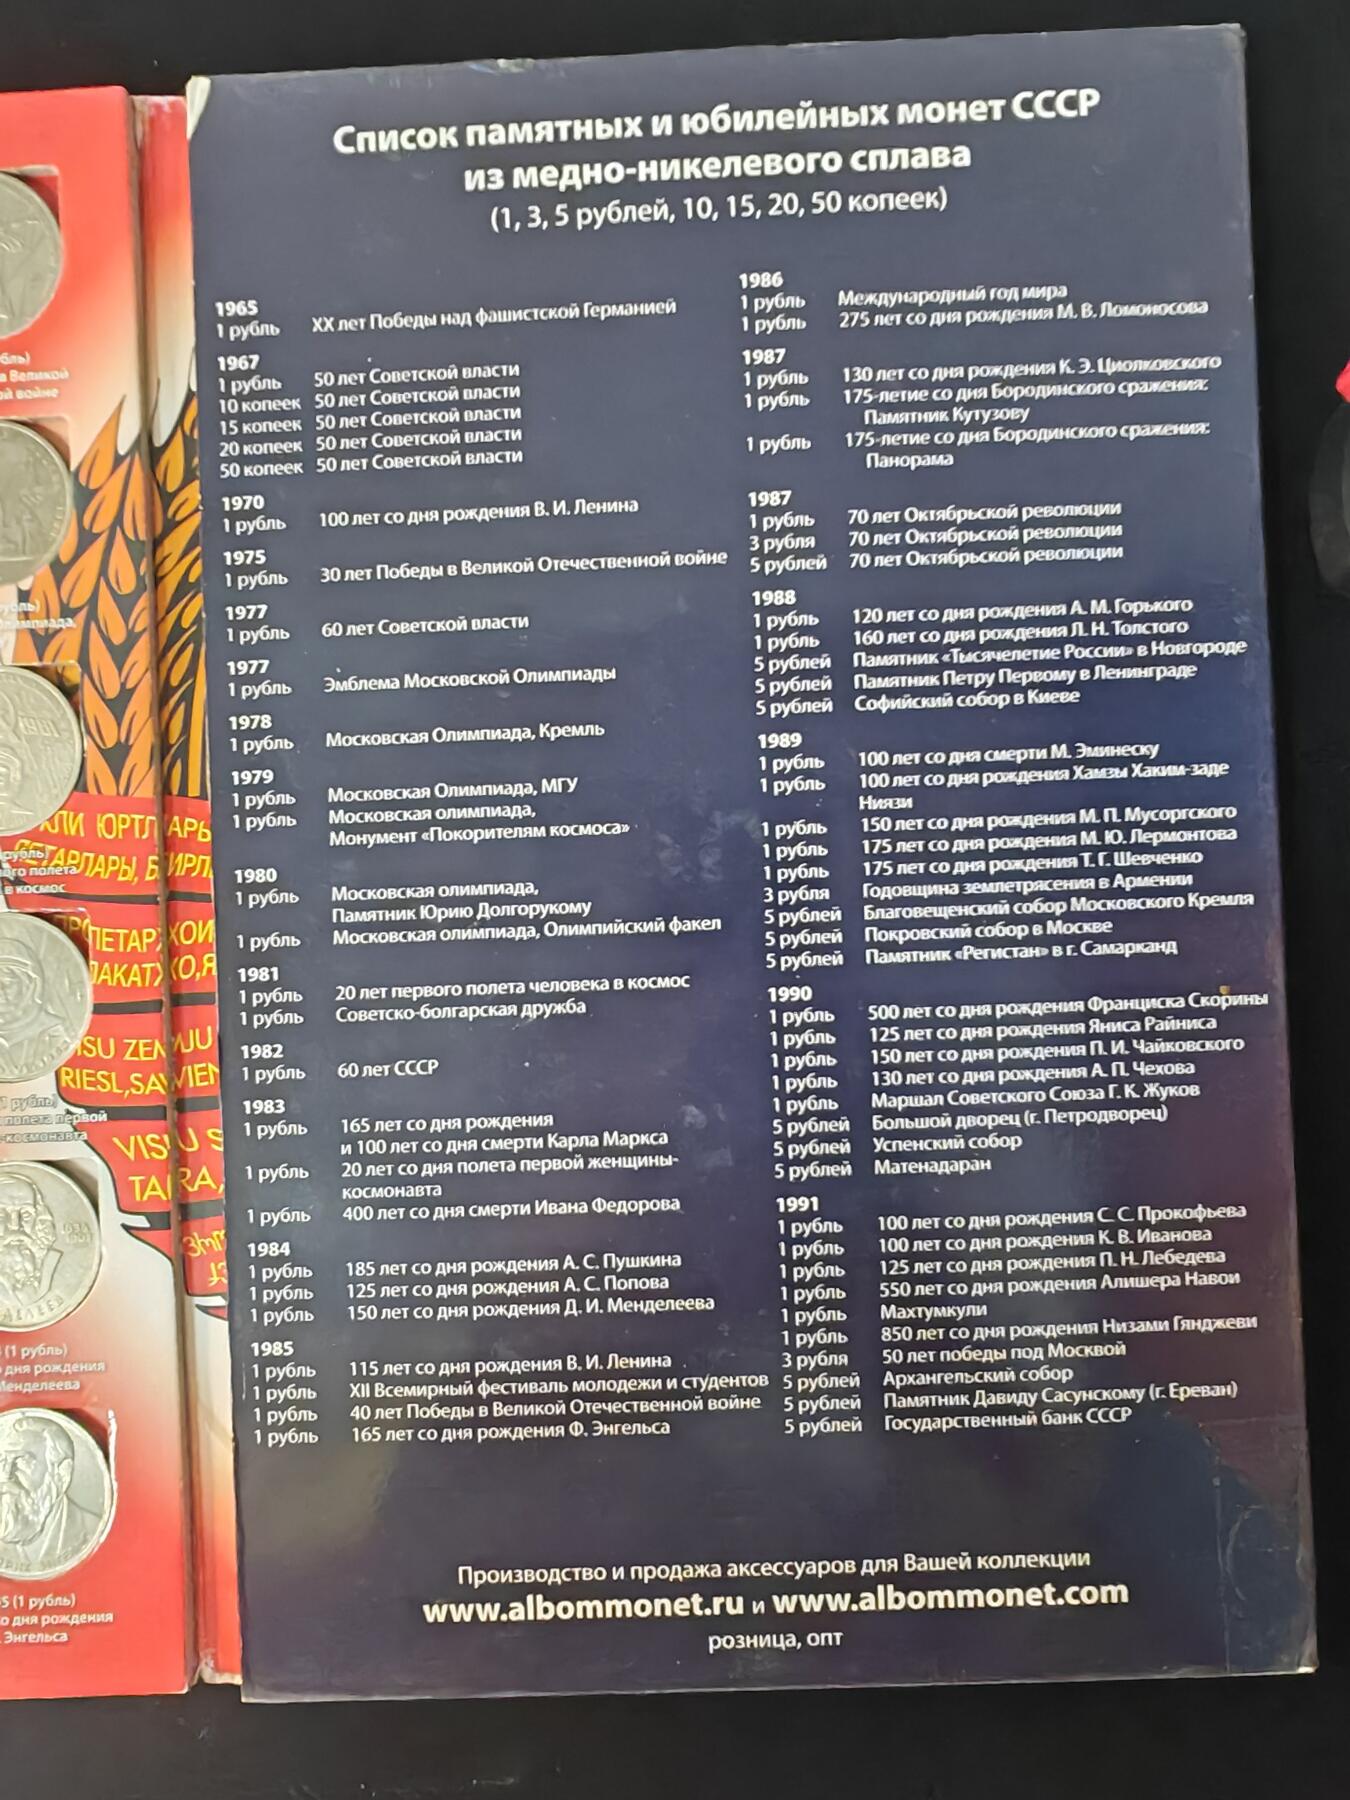 Список памятных и юбилейных монет СССР
из медно-никелевого сплава
(1, 3, 5 рублей, 10, 15, 20, 50 копеек)
1965
1 рубль XX лет Победы над фашистской Германией
1967
1 рубль 50 лет Советской власти
10 копеек 50 лет Советской власти
15 копеек 50 лет Советской власти
20 копеек 50 лет Советской власти
50 копеек 50 лет Советской власти
1970
1 рубль 100 лет со дня рождения В. И. Ленина
1975
1 рубль 30 лет Победы в Великой Отечественной войне
1977
1 рубль 60 лет Советской власти
1977
1 рубль Эмблема Московской Олимпиады
1978
1 рубль Московская Олимпиада, Кремль
1979
1 рубль Московская Олимпиада, МГУ
1 рубль Московская олимпиада,
Монумент «Покорителям космоса»
1980
1 рубль Московская олимпиада,
Памятник Юрию Долгорукому
1 рубль Московская олимпиада, Олимпийский факел
1981
1 рубль 20 лет первого полета человека в космос
1 рубль Советско-болгарская дружба
1982
1 рубль 60 лет СССР
1983
1 рубль 165 лет со дня рождения
и 100 лет со дня смерти Карла Маркса
1 рубль 20 лет со дня полета первой женщины-
космонавта
1 рубль 400 лет со дня смерти Ивана Федорова
1984
1 рубль 185 лет со дня рождения А. С. Пушкина
1 рубль 125 лет со дня рождения А. С. Попова
1 рубль 150 лет со дня рождения Д. И. Менделеева
1985
1 рубль 115 лет со дня рождения В. И. Ленина
1 рубль XII Всемирный фестиваль молодежи и студентов
1 рубль 40 лет Победы в Великой Отечественной войне
1 рубль 165 лет со дня рождения Ф. Энгельса
1986
1 рубль Международный год мира
1 рубль 275 лет со дня рождения М. В. Ломоносова
1987
1 рубль 130 лет со дня рождения К. Э. Циолковского
1 рубль 175-летие со дня Бородинского сражения:
Памятник Кутузову
1 рубль 175-летие со дня Бородинского сражения:
Панорама
1987
1 рубль 70 лет Октябрьской революции
3 рубля 70 лет Октябрьской революции
5 рублей 70 лет Октябрьской революции
1988
1 рубль 120 лет со дня рождения А. М. Горького
1 рубль 160 лет со дня рождения Л. Н. Толстого
5 рублей Памятник «Тысячелетие России» в Новгороде
5 рублей Памятник Петру Первому в Ленинграде
5 рублей Софийский собор в Киеве
1989
1 рубль 100 лет со дня смерти М. Эминеску
1 рубль 100 лет со дня рождения Хамзы Хаким-заде
Ниязи
1 рубль 150 лет со дня рождения М. П. Мусоргского
1 рубль 175 лет со дня рождения М. Ю. Лермонтова
1 рубль 175 лет со дня рождения Т. Г. Шевченко
3 рубля Годовщина землетрясения в Армении
5 рублей Благовещенский собор Московского Кремля
5 рублей Покровский собор в Москве
5 рублей Памятник «Регистан» в г. Самарканд
1990
1 рубль 500 лет со дня рождения Франциска Скорины
1 рубль 125 лет со дня рождения Яниса Райниса
1 рубль 150 лет со дня рождения П. И. Чайковского
1 рубль 130 лет со дня рождения А. П. Чехова
1 рубль Маршал Советского Союза Г. К. Жуков
5 рублей Большой дворец (г. Петродворец)
5 рублей Успенский собор
5 рублей Матенадаран
1991
1 рубль 100 лет со дня рождения С. С. Прокофьева
1 рубль 100 лет со дня рождения К. В. Иванова
1 рубль 125 лет со дня рождения П. Н. Лебедева
1 рубль 550 лет со дня рождения Алишера Навои
1 рубль Махтумкули
1 рубль 850 лет со дня рождения Низами Гянджеви
3 рубля 50 лет победы под Москвой
5 рублей Архангельский собор
5 рублей Памятник Давиду Сасунскому (г. Ереван)
5 рублей Государственный банк СССР
Производство и продажа аксессуаров для Вашей коллекции
www.albommonet.ru и www.albommonet.com
розница, опт
Великой
войне
1981
полета
в космос
1 рубль)
полета первой
-космонавта
RIESL,SAVIEN
VISU S
1834
1907
(1 рубль)
дня рождения
Менделеева
(1 рубль)
со дня рождения
Энгельса